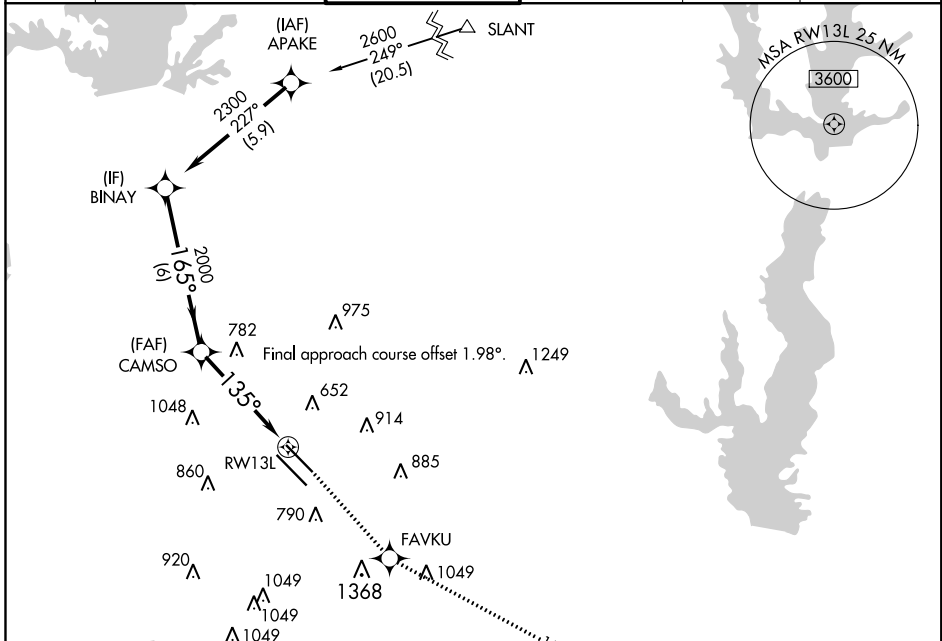 (IAF)
APAKE
2600
249°
(20.5)
SLANT
MSA RW13L 25 NM
3600
2300
227°
(5.9)
(IF)
BINAY
2000
165°
(6)
975
782
(FAF)
CAMSO
Final approach course offset 1.98°.
1249
135°
652
1048
914
RW13L
885
860
790
FAVKU
920
1049
1368
1049
1049
1049